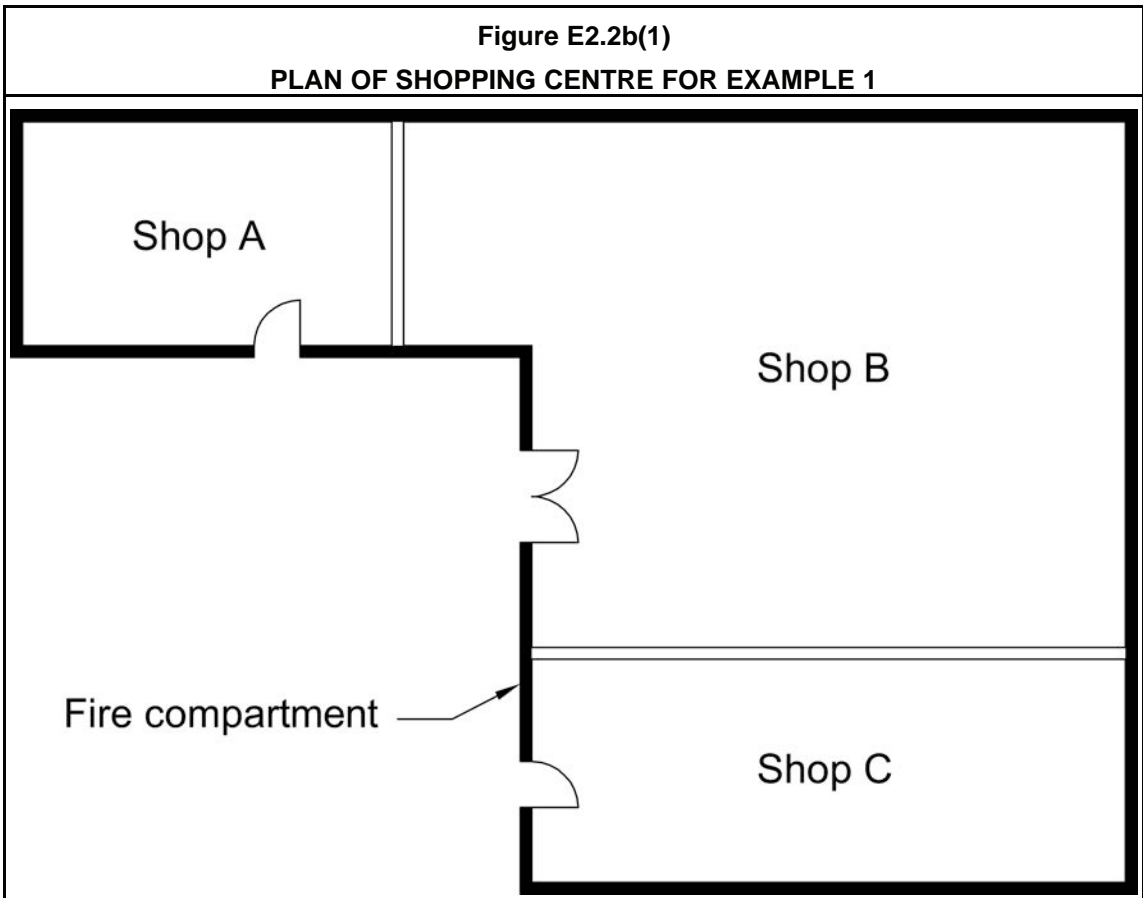 Figure E2.2b(1)
PLAN OF SHOPPING CENTRE FOR EXAMPLE 1
Shop A
Shop B
Fire compartment
Shop C